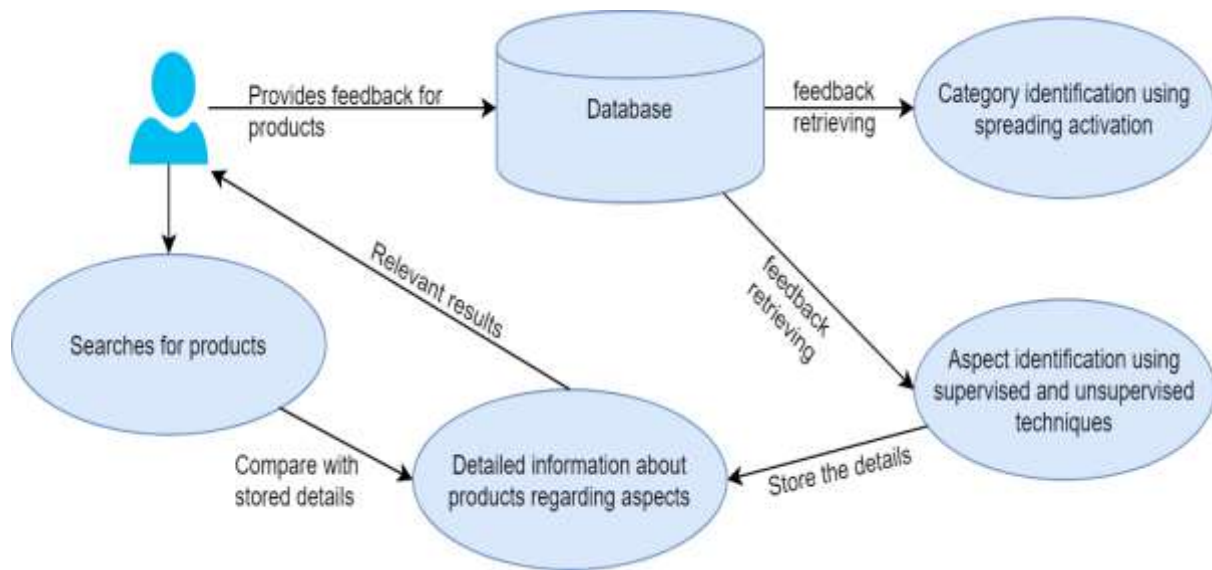 Provides feedback for
products
Database
feedback
retrieving
Category identification using
spreading activation
Relevant results
feedback
retrieving
Searches for products
Aspect identification using
supervised and unsupervised
techniques
Compare with
stored details
Detailed information about
products regarding aspects
Store the details